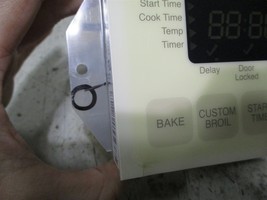 Start Time
Cook Time
Temp
Timer
Delay
Door
Locked
BAKE
CUSTOM
BROIL